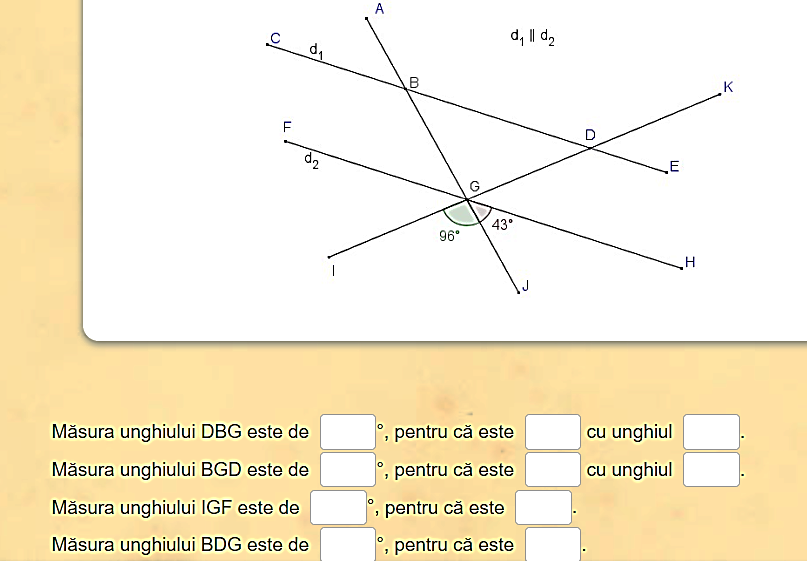 A
C
d1
d1 ∥ d2
B
K
F
D
d2
E
G
96°
43°
H
I
J
Măsura unghiului DBG este de °, pentru că este cu unghiul .
Măsura unghiului BGD este de °, pentru că este cu unghiul .
Măsura unghiului IGF este de °, pentru că este .
Măsura unghiului BDG este de °, pentru că este .